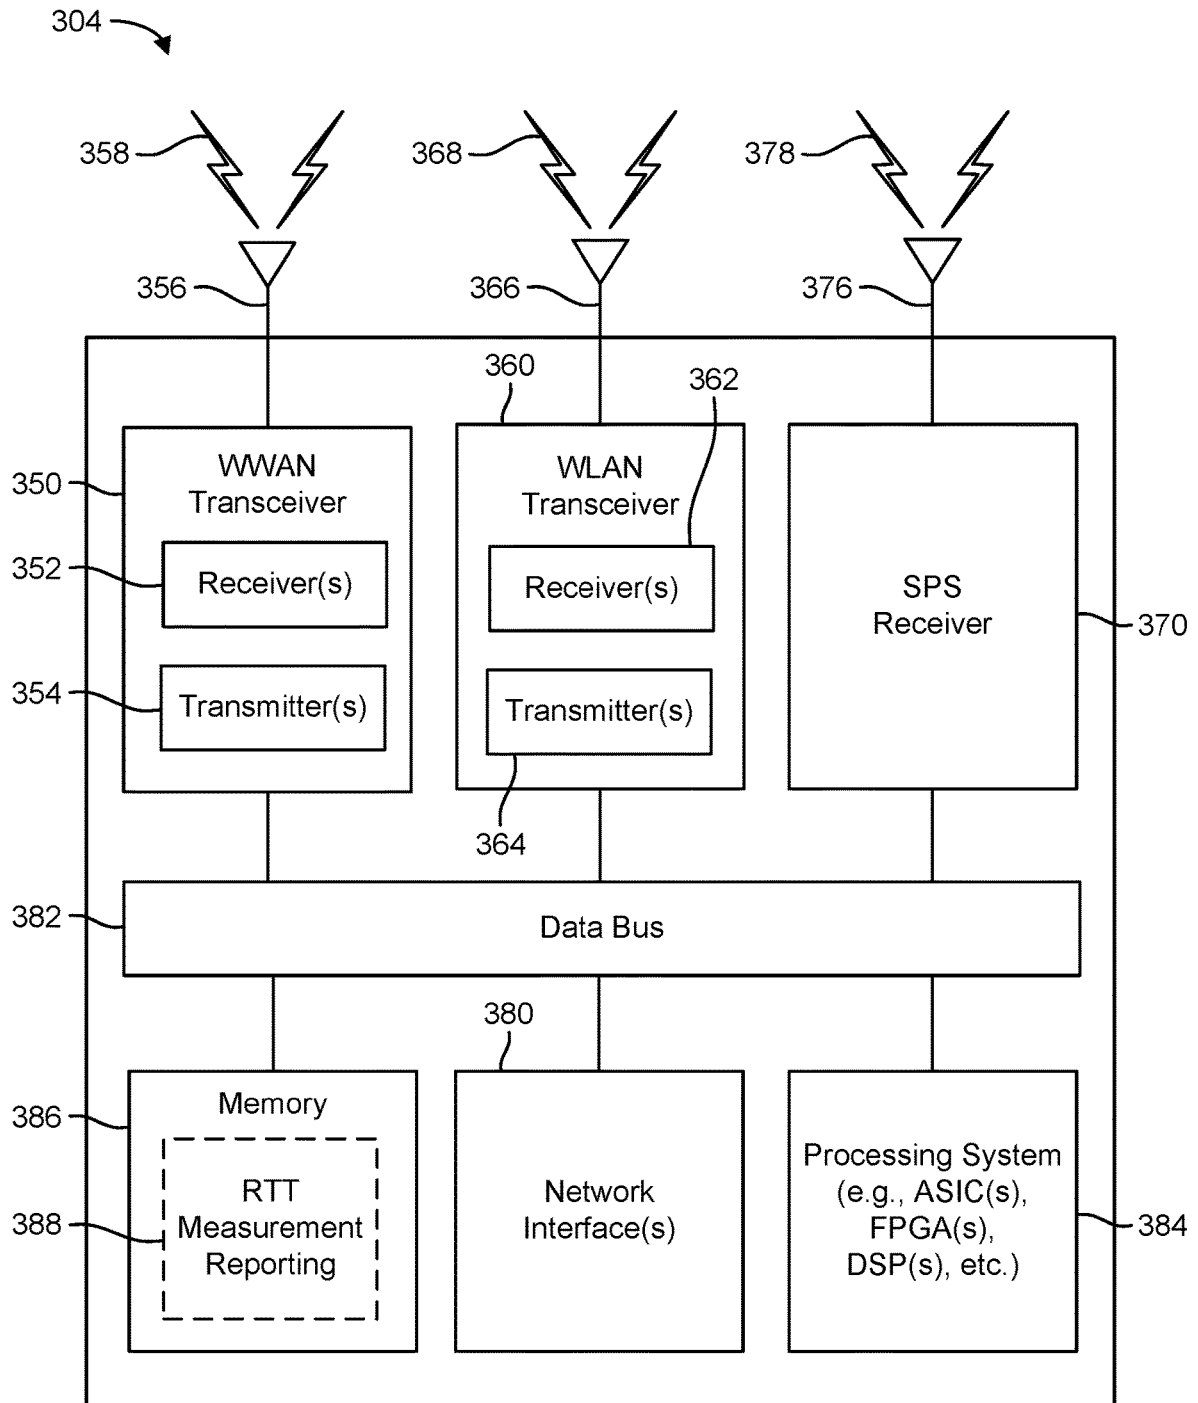 304
358
368
378
356
366
376
360
362
350
WWAN
Transceiver
WLAN
Transceiver
352
Receiver(s)
Receiver(s)
SPS
Receiver
370
354
Transmitter(s)
Transmitter(s)
364
382
Data Bus
380
386
Memory
388
RTT
Measurement
Reporting
Network
Interface(s)
Processing System
(e.g., ASIC(s),
FPGA(s),
DSP(s), etc.)
384